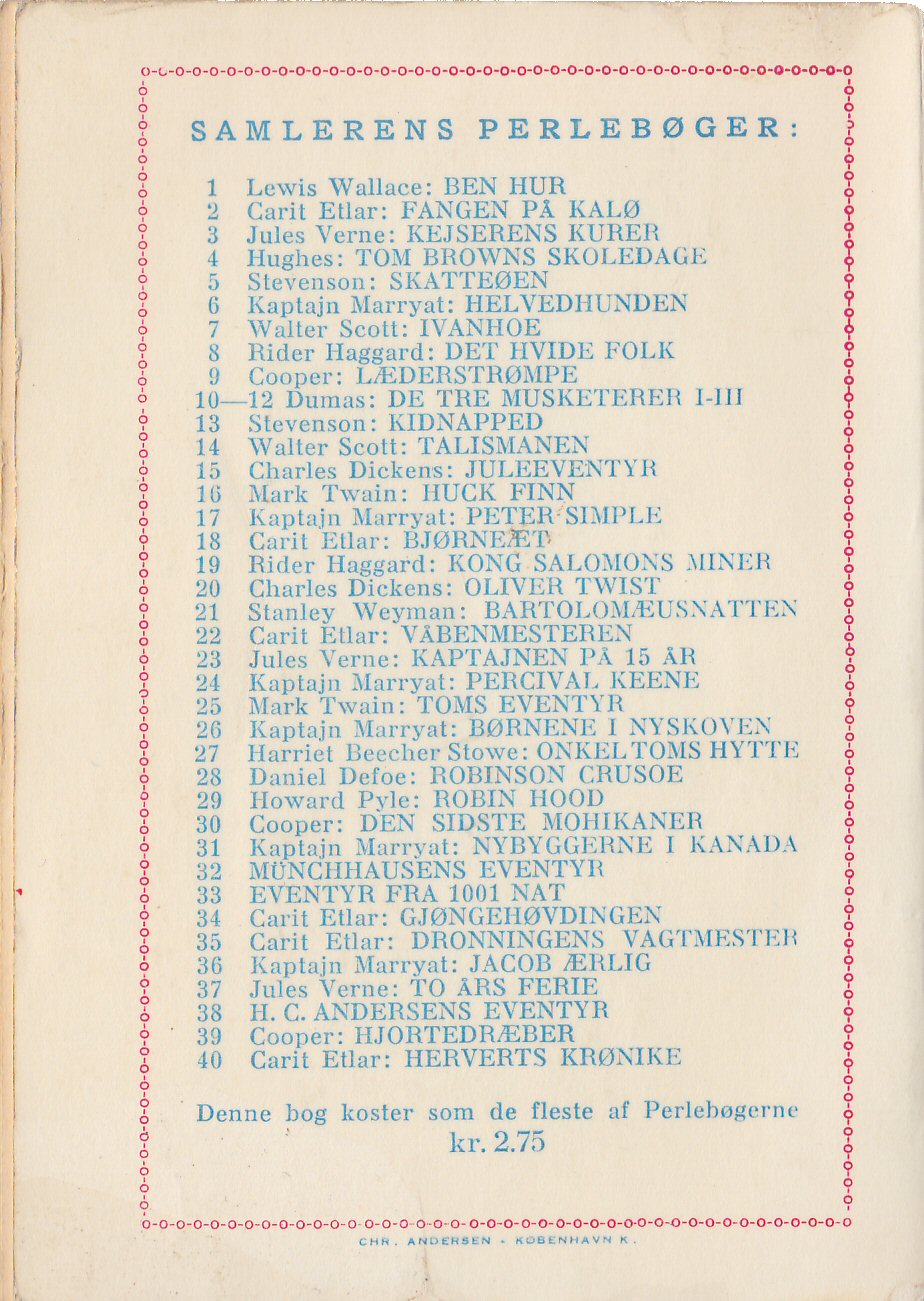 SAMLERENS PERLEBØGER:
1 Lewis Wallace: BEN HUR
2 Carit Etlar: FANGEN PÅ KALØ
3 Jules Verne: KEJSERENS KURER
4 Hughes: TOM BROWNS SKOLEDAGE
5 Stevenson: SKATTEØEN
6 Kaptajn Marryat: HELVEDHUNDEN
7 Walter Scott: IVANHOE
8 Rider Haggard: DET HVIDE FOLK
9 Cooper: LÆDERSTRØMPE
10—12 Dumas: DE TRE MUSKETERER I-III
13 Stevenson: KIDNAPPED
14 Walter Scott: TALISMANEN
15 Charles Dickens: JULEEVENTYR
16 Mark Twain: HUCK FINN
17 Kaptajn Marryat: PETER SIMPLE
18 Carit Etlar: BJØRNEÆT
19 Rider Haggard: KONG SALOMONS MINER
20 Charles Dickens: OLIVER TWIST
21 Stanley Weyman: BARTOLOMÆUSNATTEN
22 Carit Etlar: VÅBENMESTEREN
23 Jules Verne: KAPTAJNEN PÅ 15 ÅR
24 Kaptajn Marryat: PERCIVAL KEENE
25 Mark Twain: TOMS EVENTYR
26 Kaptajn Marryat: BØRNENE I NYSKOVEN
27 Harriet Beecher Stowe: ONKEL TOMS HYTTE
28 Daniel Defoe: ROBINSON CRUSOE
29 Howard Pyle: ROBIN HOOD
30 Cooper: DEN SIDSTE MOHIKANER
31 Kaptajn Marryat: NYBYGGERNE I KANADA
32 MÜNCHHAUSENS EVENTYR
33 EVENTYR FRA 1001 NAT
34 Carit Etlar: GJØNGEHØVDINGEN
35 Carit Etlar: DRONNINGENS VAGTMESTER
36 Kaptajn Marryat: JACOB ÆRLIG
37 Jules Verne: TO ÅRS FERIE
38 H. C. ANDERSENS EVENTYR
39 Cooper: HJORTEDRÆBER
40 Carit Etlar: HERVERTS KRØNIKE
Denne bog koster som de fleste af Perlebøgerne
kr. 2.75
CHR. ANDERSEN - KØBENHAVN K.